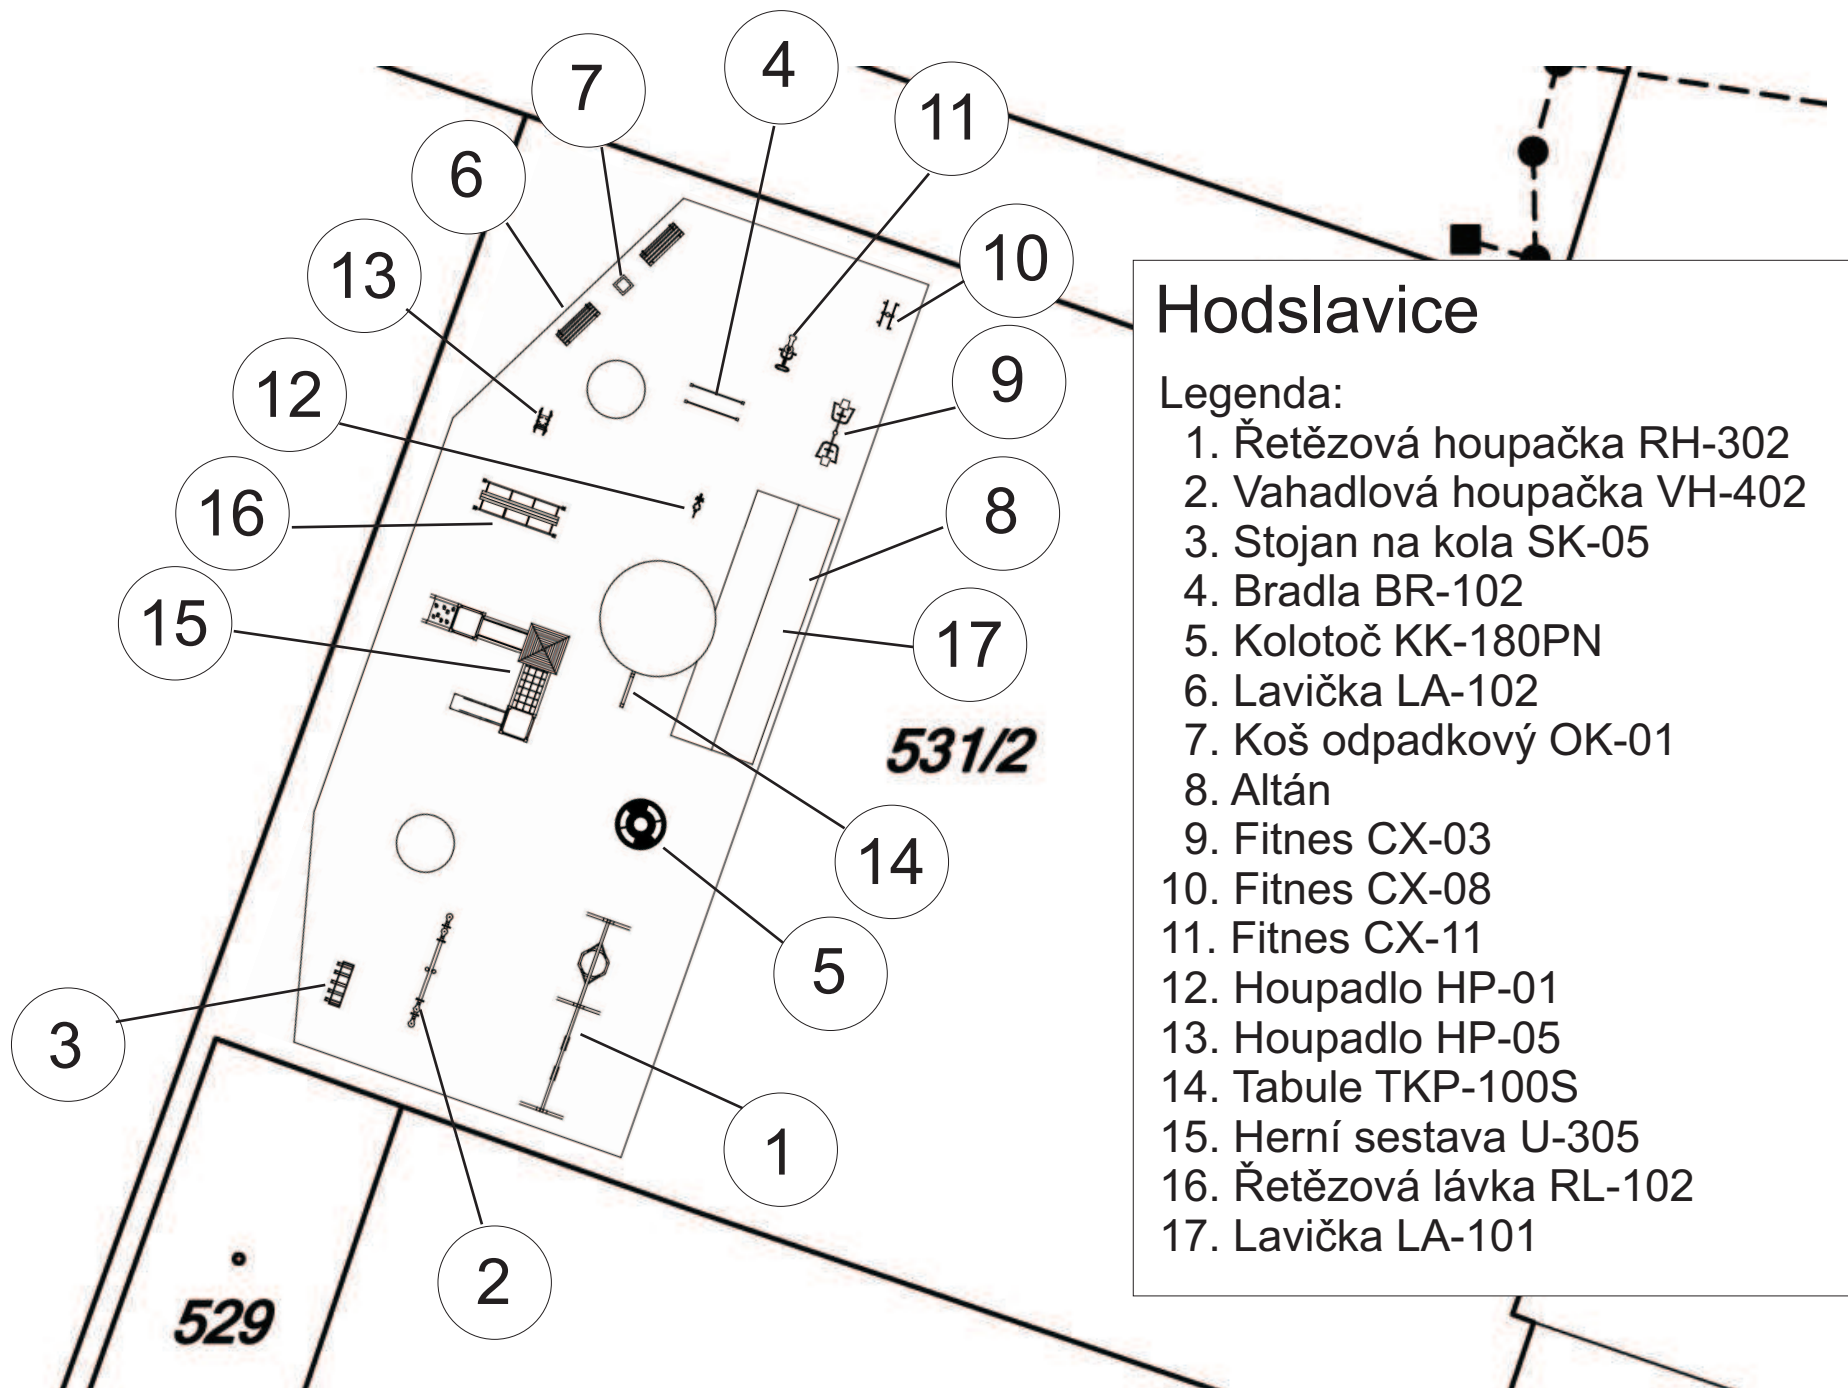 4
7
11
6
10
13
9
12
8
16
15
17
531/2
14
5
3
1
2
529
Hodslavice
Legenda:
1. Řetězová houpačka RH-302
2. Vahadlová houpačka VH-402
3. Stojan na kola SK-05
4. Bradla BR-102
5. Kolotoč KK-180PN
6. Lavička LA-102
7. Koš odpadkový OK-01
8. Altán
9. Fitnes CX-03
10. Fitnes CX-08
11. Fitnes CX-11
12. Houpadlo HP-01
13. Houpadlo HP-05
14. Tabule TKP-100S
15. Herní sestava U-305
16. Řetězová lávka RL-102
17. Lavička LA-101